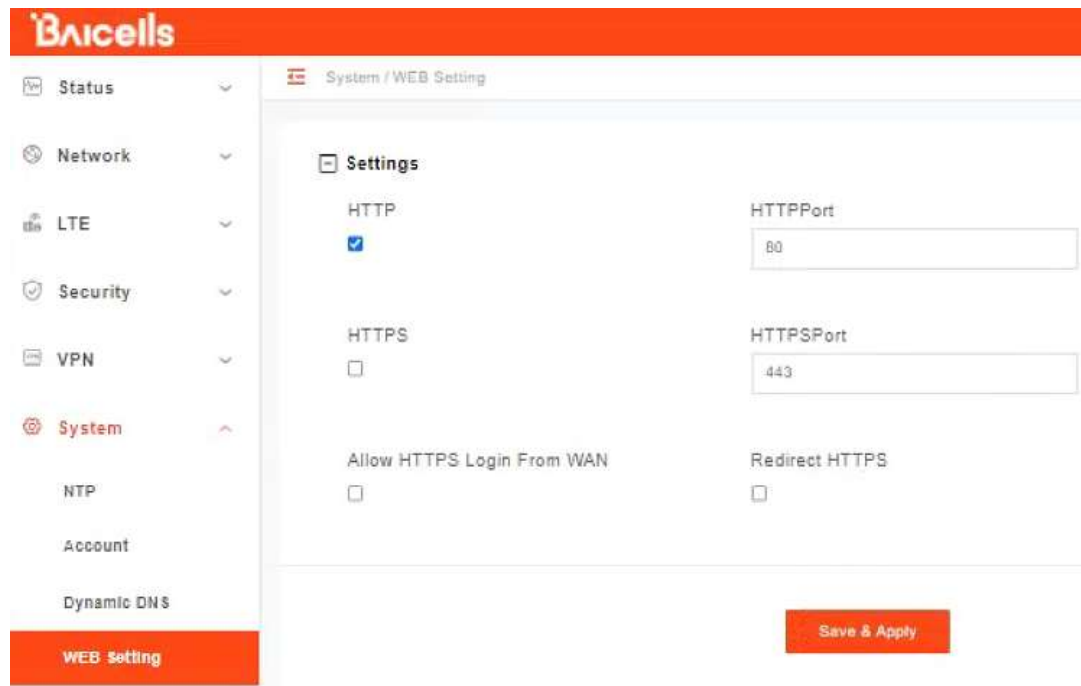 Baicells
Status
System / WEB Setting
Network
Settings
HTTP
HTTPPort
80
LTE
Security
HTTPS
HTTPSPort
443
VPN
System
Allow HTTPS Login From WAN
Redirect HTTPS
NTP
Account
Dynamic DNS
WEB Setting
Save & Apply